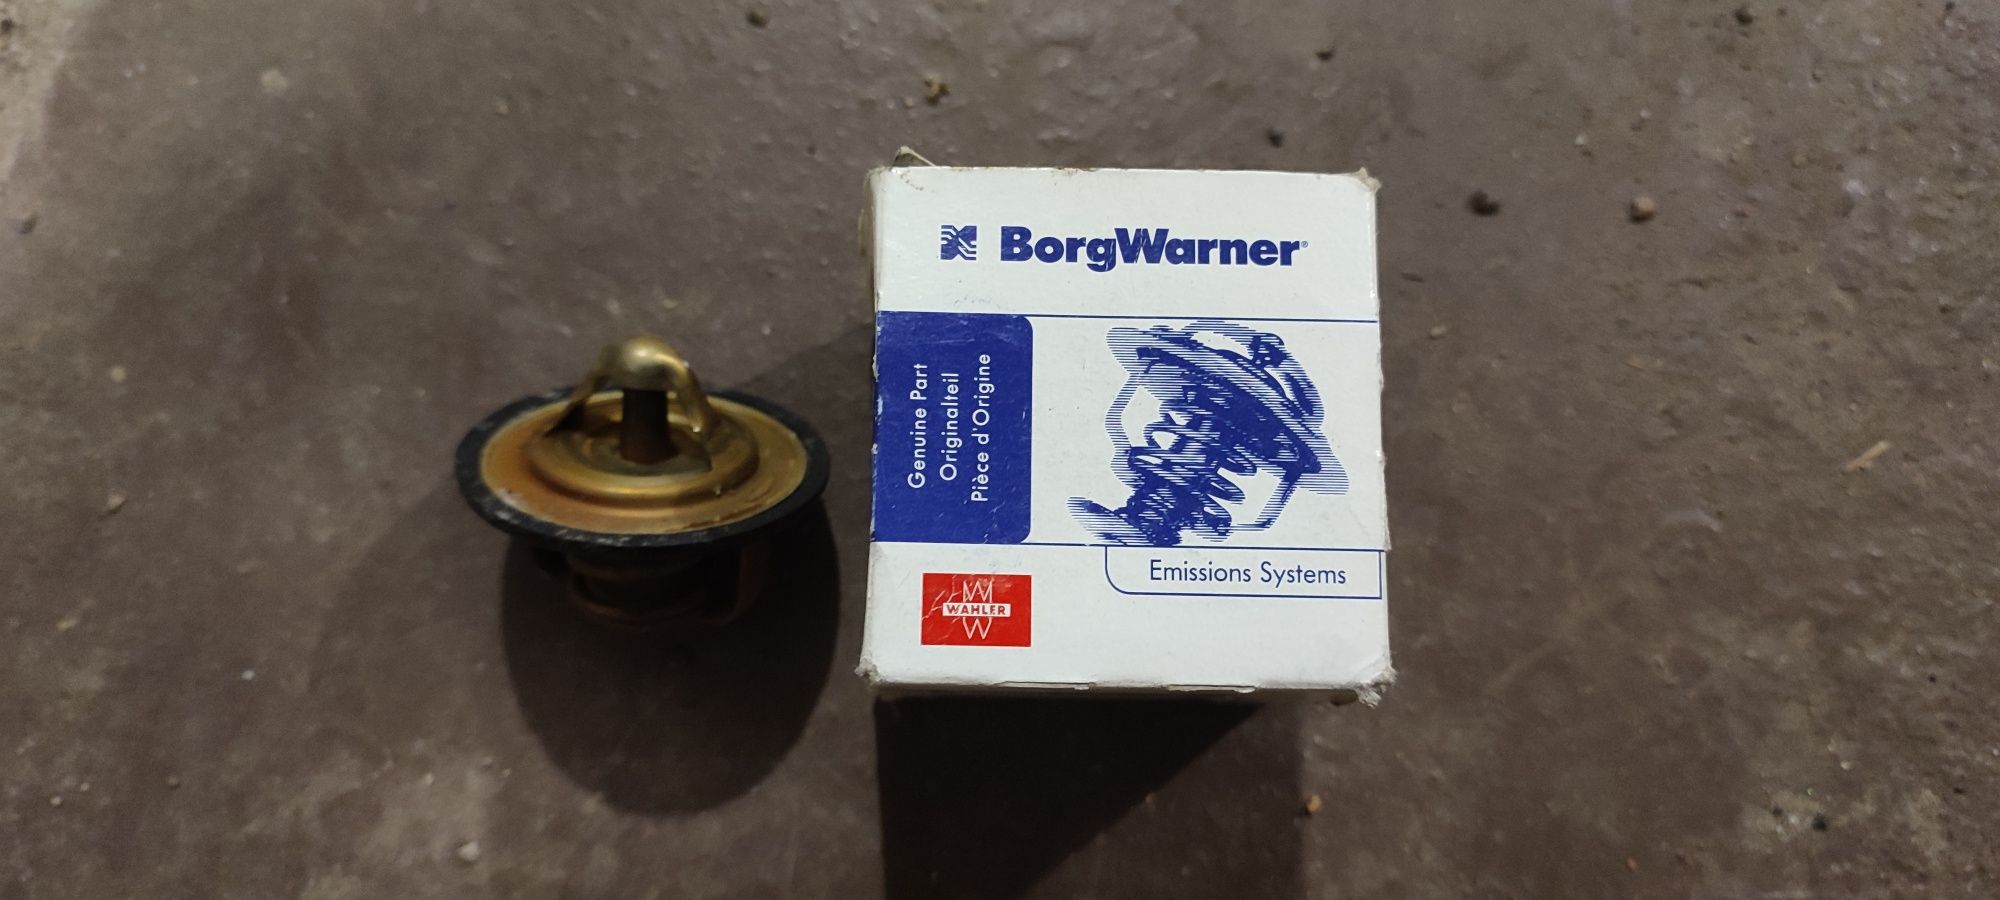 BorgWarner®
Genuine Part
Originalteil
Pièce d'Origine
Emissions Systems
W
WAHLER
W